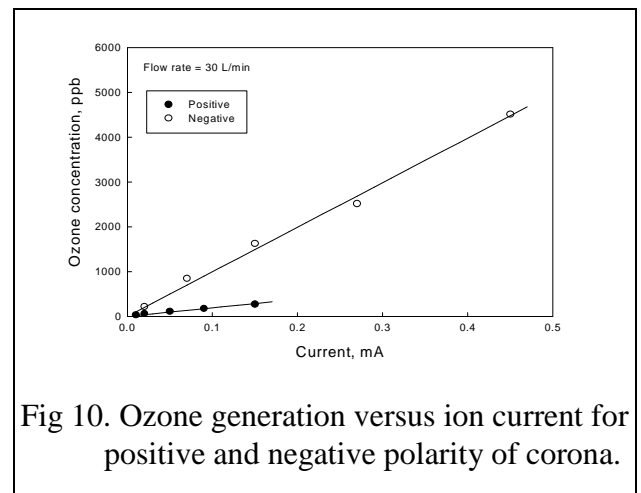 6000
Flow rate = 30 L/min
5000
Positive
Negative
4000
3000
2000
1000
0
Ozone concentration, ppb
0.0 0.1 0.2 0.3 0.4 0.5
Current, mA
Fig 10. Ozone generation versus ion current for
positive and negative polarity of corona.